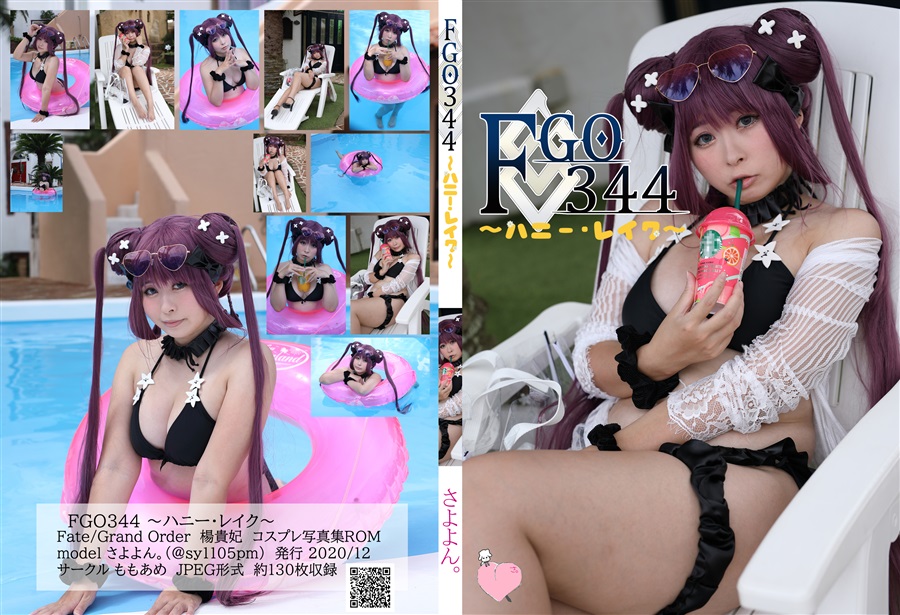 FGO344 ～ハニー・レイク～
FGO
344
～ハニー・レイク～
さよよん。
FGO344 ～ハニー・レイク～
Fate/Grand Order 楊貴妃 コスプレ写真集ROM
model さよよん。（@sy1105pm） 発行 2020/12
サークル ももあめ JPEG形式 約130枚収録